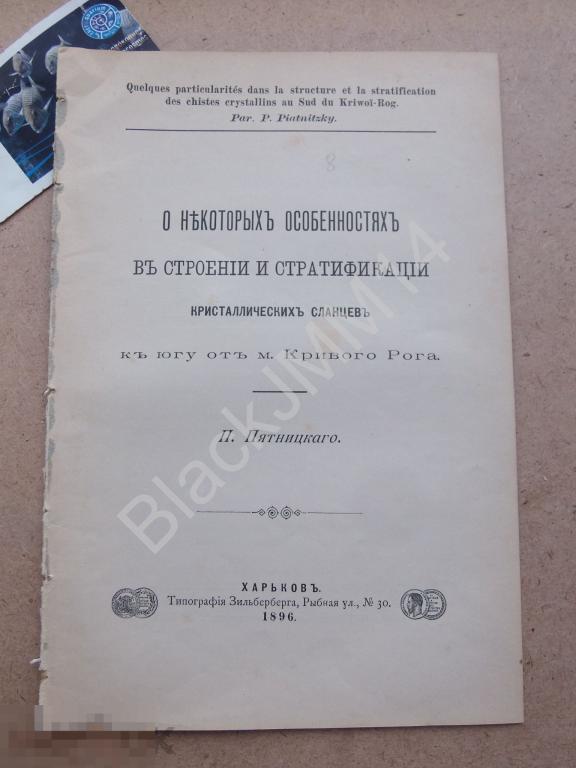 Quelques particularités dans la structure et la stratification
des chistes crystallins au Sud du Kriwoï-Rog.
Par. P. Piatnitzky.
8
О НѢКОТОРЫХЪ ОСОБЕННОСТЯХЪ
ВЪ СТРОЕНІИ И СТРАТИФИКАЦІИ
КРИСТАЛЛИЧЕСКИХЪ СЛАНЦЕВЪ
къ югу отъ м. Кривого Рога.
П. Пятницкаго.
ХАРЬКОВЪ.
Типографія Зильберберга, Рыбная ул., № 30.
1896.
BlackJMM14